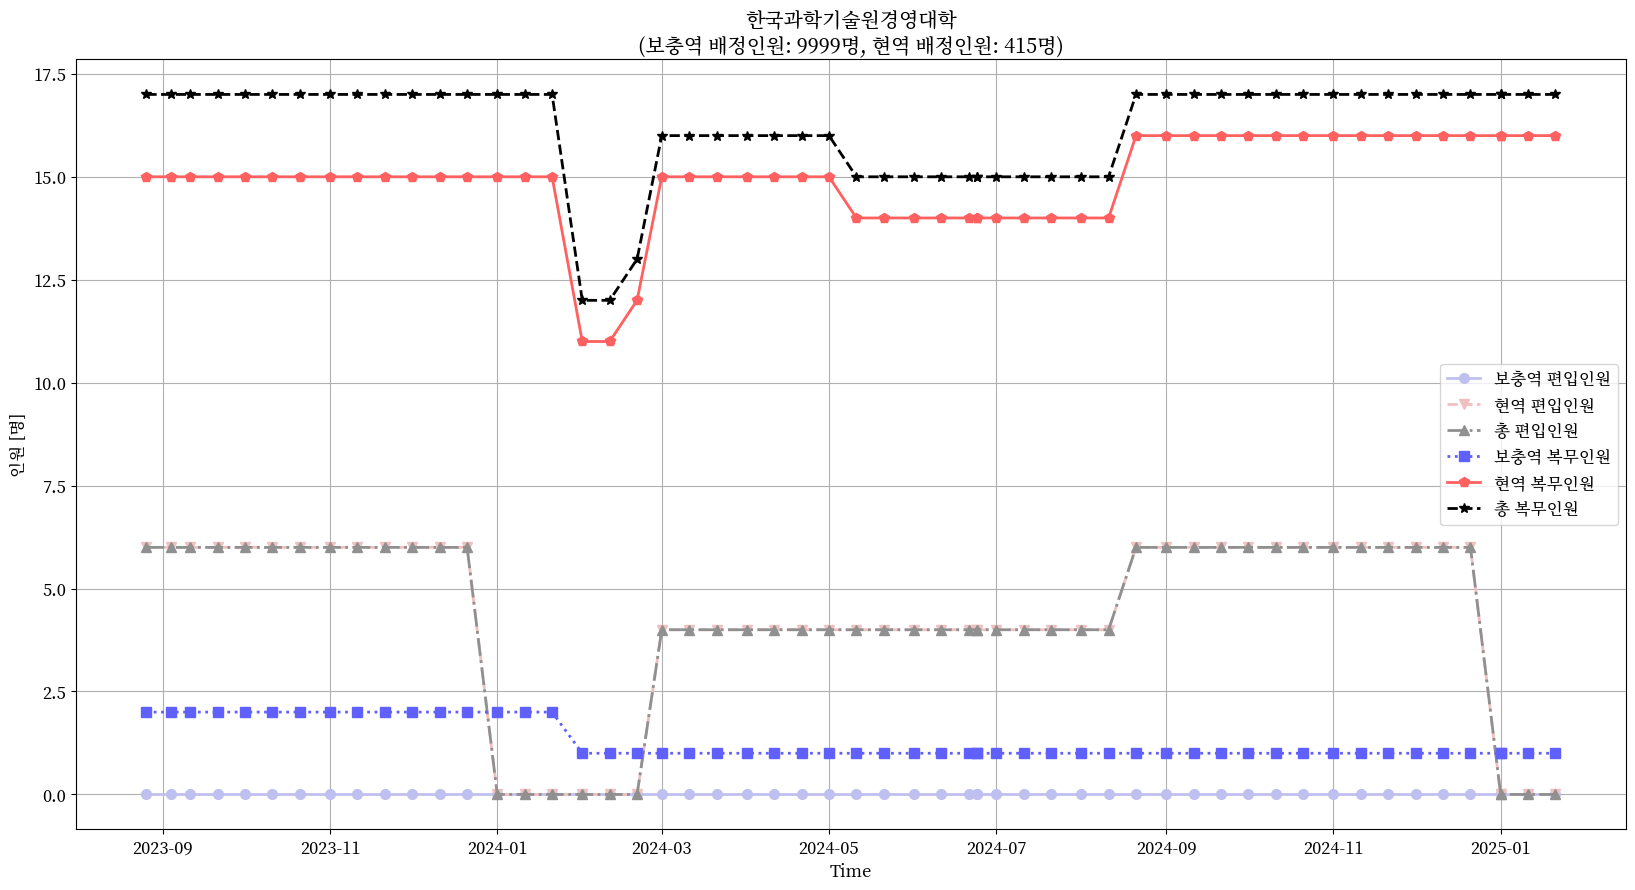 한국과학기술원경영대학
(보충역 배정인원: 9999명, 현역 배정인원: 415명)
17.5
15.0
12.5
10.0
7.5
5.0
2.5
0.0
인원 [명]
보충역 편입인원
현역 편입인원
총 편입인원
보충역 복무인원
현역 복무인원
총 복무인원
2023-09
2023-11
2024-01
2024-03
2024-05
2024-07
2024-09
2024-11
2025-01
Time